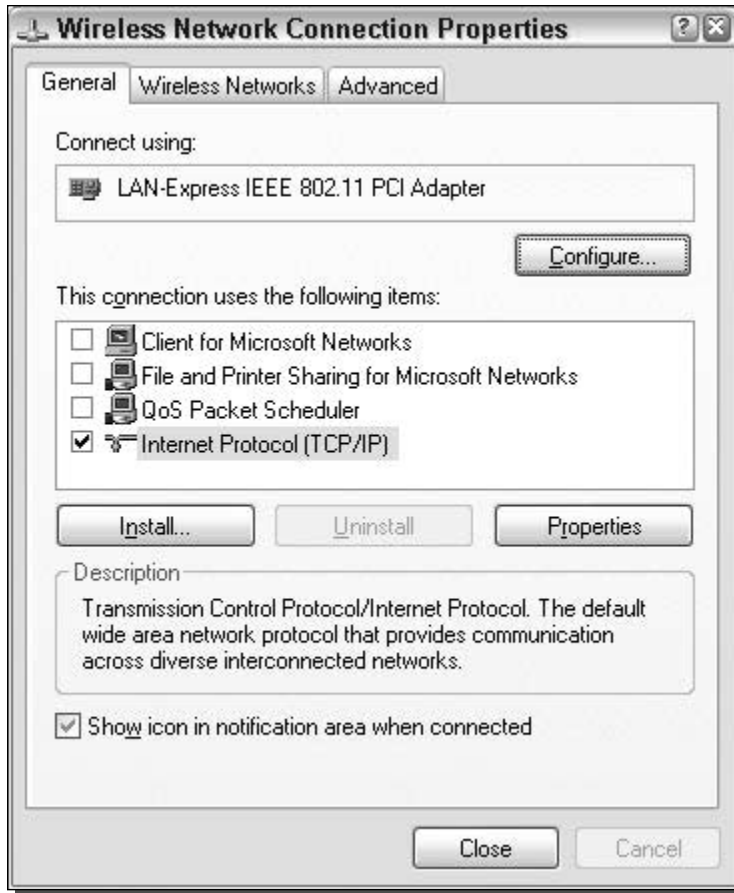 Wireless Network Connection Properties
General Wireless Networks Advanced
Connect using:
LAN-Express IEEE 802.11 PCI Adapter
Configure...
This connection uses the following items:
Client for Microsoft Networks
File and Printer Sharing for Microsoft Networks
QoS Packet Scheduler
Internet Protocol (TCP/IP)
Install... Uninstall Properties
Description
Transmission Control Protocol/Internet Protocol. The default
wide area network protocol that provides communication
across diverse interconnected networks.
Show icon in notification area when connected
Close Cancel